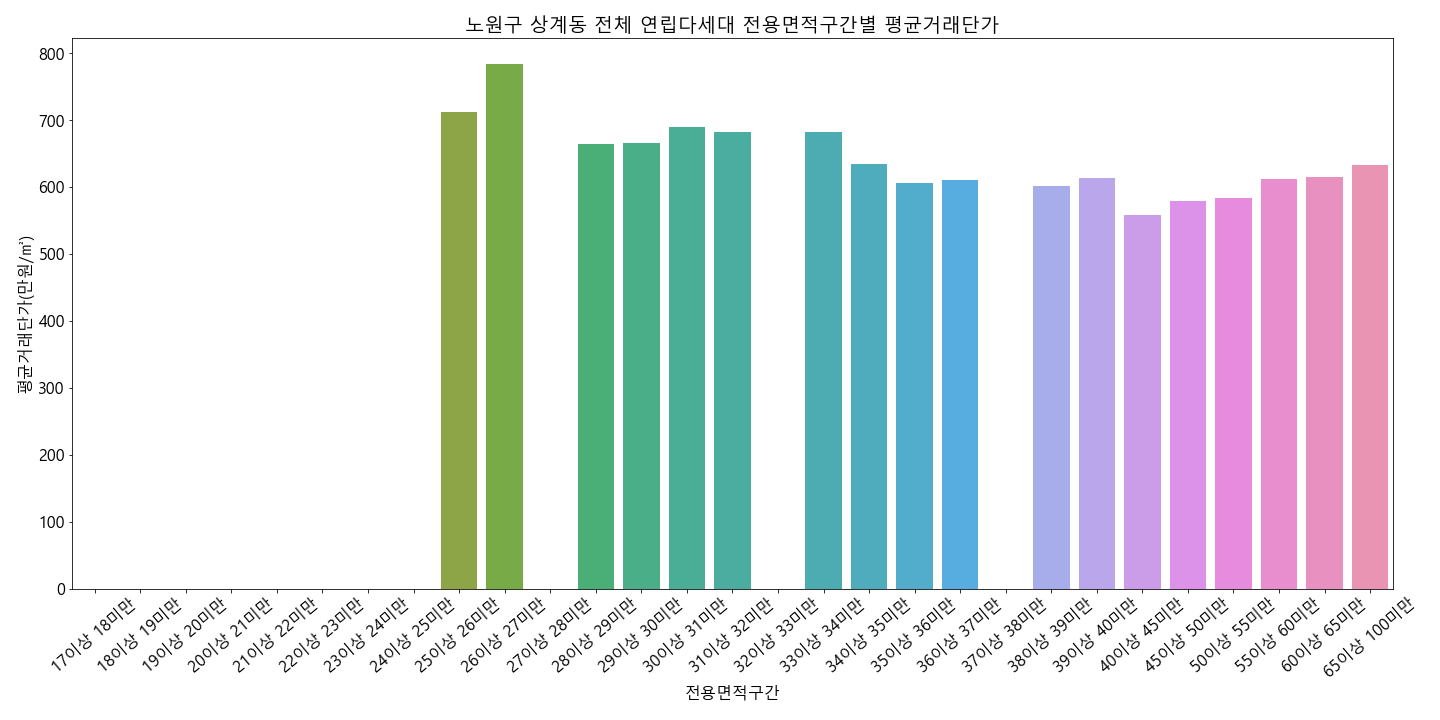 노원구 상계동 전체 연립다세대 전용면적구간별 평균거래단가
평균거래단가(만원/㎡)
800
700
600
500
400
300
200
100
0
17이상 18미만
18이상 19미만
19이상 20미만
20이상 21미만
21이상 22미만
22이상 23미만
23이상 24미만
24이상 25미만
25이상 26미만
26이상 27미만
27이상 28미만
28이상 29미만
29이상 30미만
30이상 31미만
31이상 32미만
32이상 33미만
33이상 34미만
34이상 35미만
35이상 36미만
36이상 37미만
37이상 38미만
38이상 39미만
39이상 40미만
40이상 45미만
45이상 50미만
50이상 55미만
55이상 60미만
60이상 65미만
65이상 100미만
전용면적구간